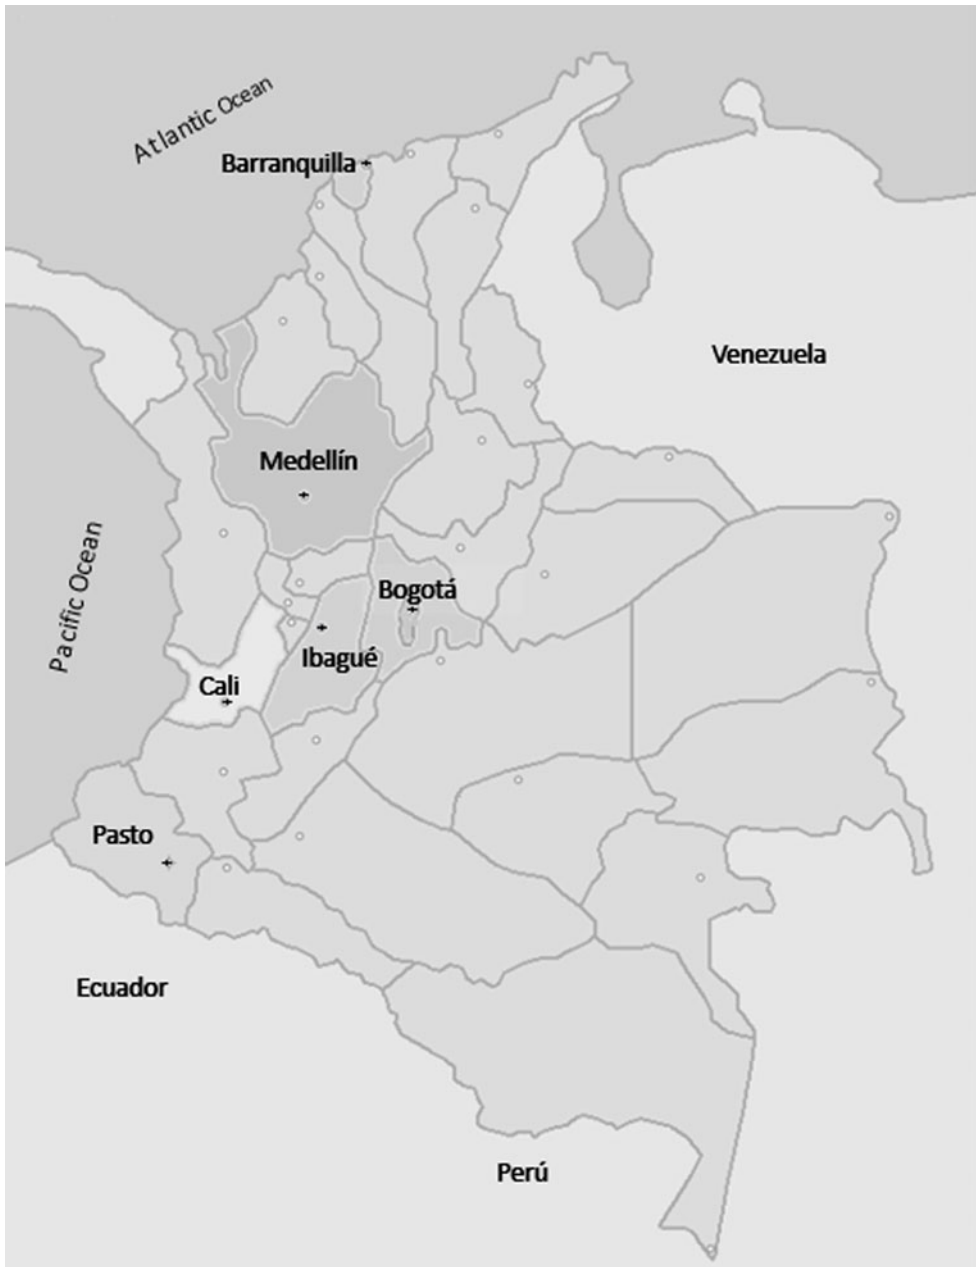 Atlantic Ocean
Barranquilla
Venezuela
Medellín
Pacific Ocean
Bogotá
Ibagué
Cali
Pasto
Ecuador
Perú